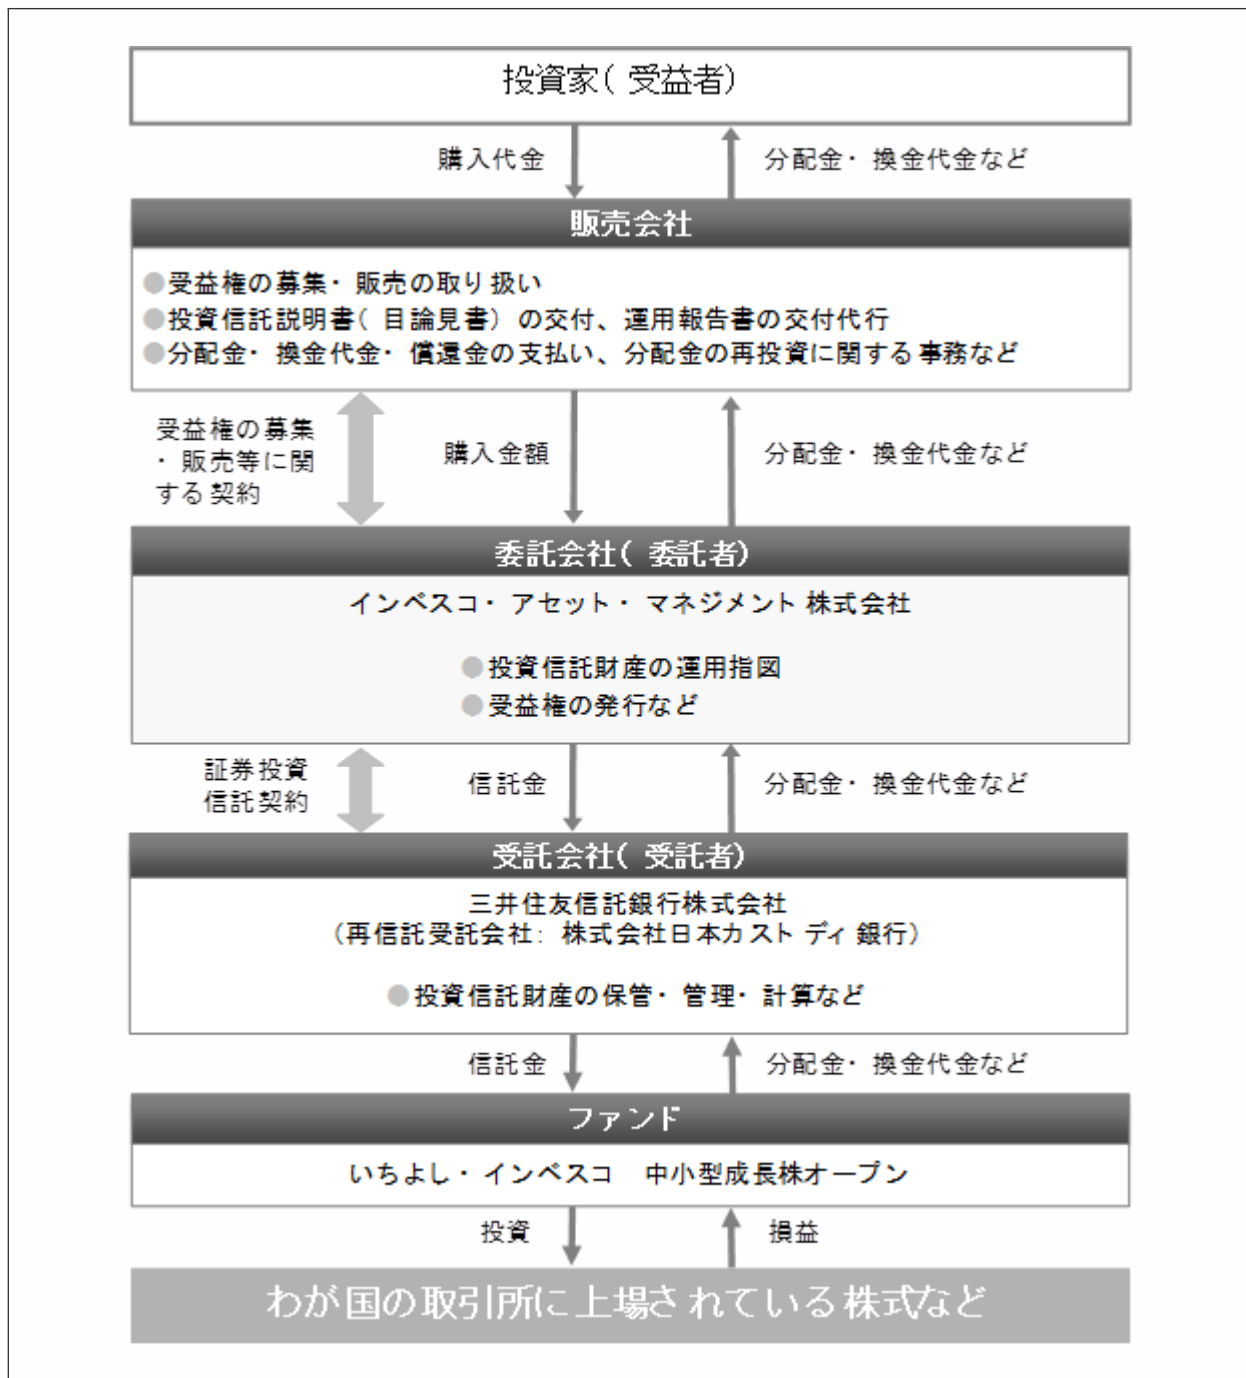 投資家(受益者)
購入代金
分配金・換金代金など
販売会社
●受益権の募集・販売の取り扱い
●投資信託説明書(目論見書)の交付、運用報告書の交付代行
●分配金・換金代金・償還金の支払い、分配金の再投資に関する事務など
受益権の募集
・販売等に関
する契約
購入金額
分配金・換金代金など
委託会社(委託者)
インベスコ・アセット・マネジメント株式会社
●投資信託財産の運用指図
●受益権の発行など
証券投資
信託契約
信託金
分配金・換金代金など
受託会社(受託者)
三井住友信託銀行株式会社
(再信託受託会社:株式会社日本カストディ銀行)
●投資信託財産の保管・管理・計算など
信託金
分配金・換金代金など
ファンド
いちよし・インベスコ 中小型成長株オープン
投資
損益
わが国の取引所に上場されている株式など